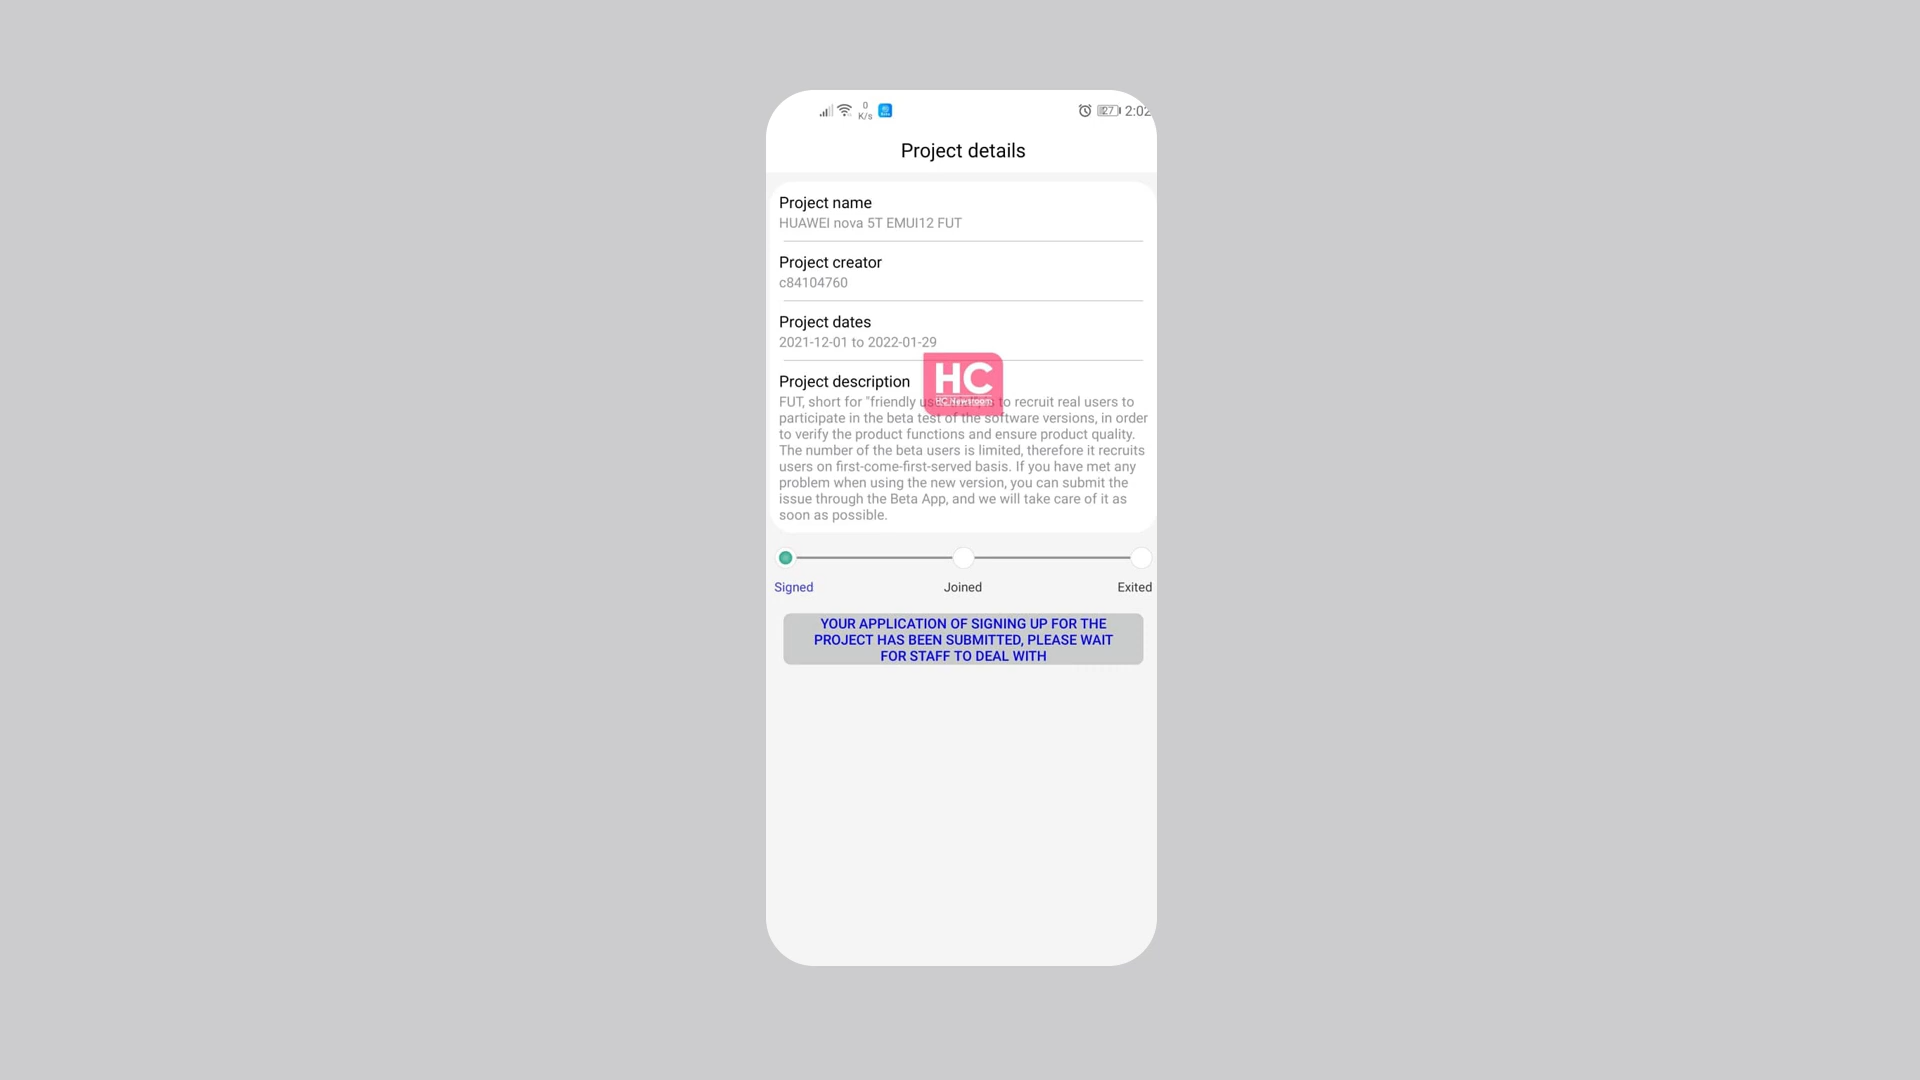 0
K/s
27
2:02
Project details
Project name
HUAWEI nova 5T EMUI12 FUT
Project creator
c84104760
Project dates
2021-12-01 to 2022-01-29
HC
HC Newsroom
Project description
FUT, short for "friendly to recruit real users to
participate in the beta test of the software versions, in order
to verify the product functions and ensure product quality.
The number of the beta users is limited, therefore it recruits
users on first-come-first-served basis. If you have met any
problem when using the new version, you can submit the
issue through the Beta App, and we will take care of it as
soon as possible.
Signed
Joined
Exited
YOUR APPLICATION OF SIGNING UP FOR THE
PROJECT HAS BEEN SUBMITTED, PLEASE WAIT
FOR STAFF TO DEAL WITH